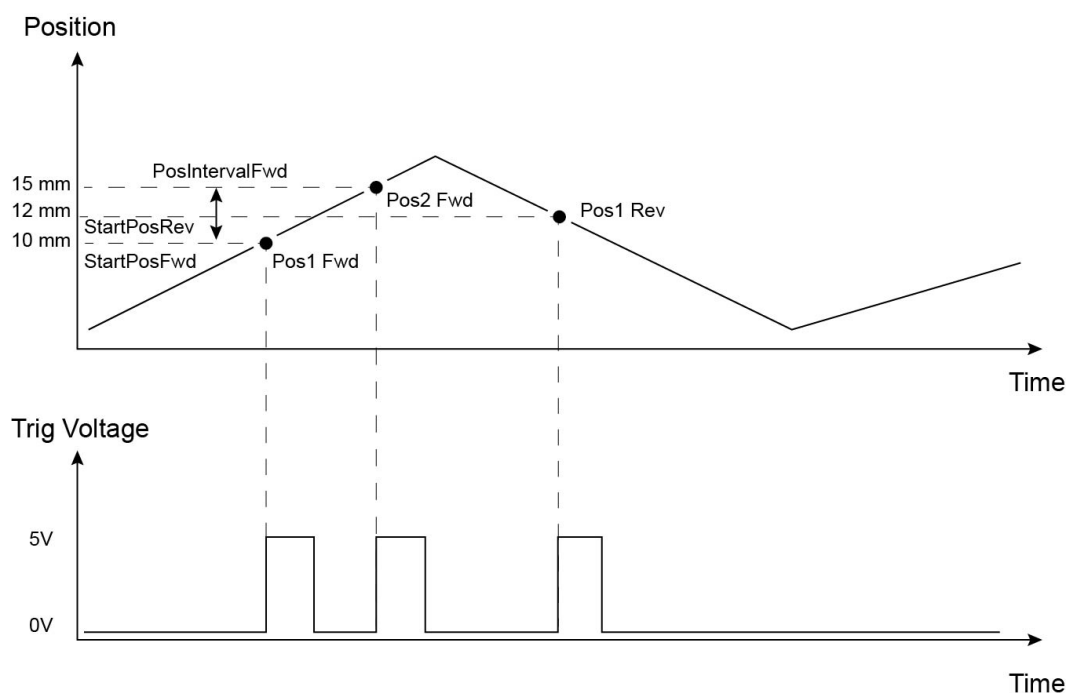 Position
PosIntervalFwd
15 mm
Pos2 Fwd
12 mm
Pos1 Rev
StartPosRev
10 mm
Pos1 Fwd
StartPosFwd
Time
Trig Voltage
5V
0V
Time